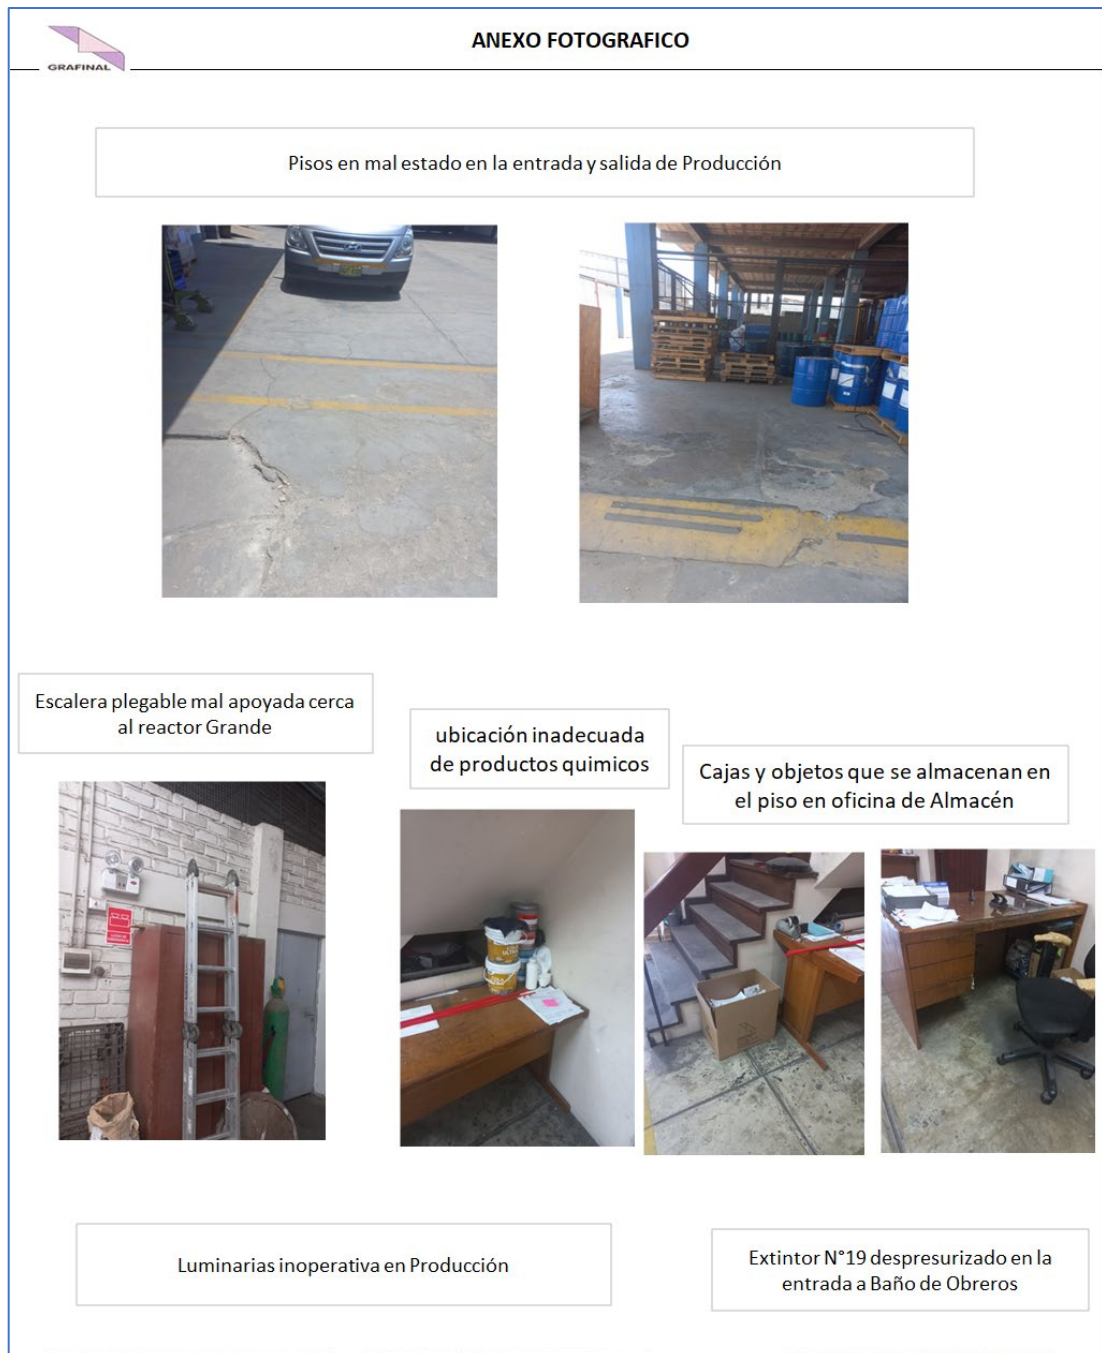 GRAFINAL
ANEXO FOTOGRAFICO
Pisos en mal estado en la entrada y salida de Producción
Escalera plegable mal apoyada cerca
al reactor Grande
ubicación inadecuada
de productos quimicos
Cajas y objetos que se almacenan en
el piso en oficina de Almacén
Luminarias inoperativa en Producción
Extintor N°19 despresurizado en la
entrada a Baño de Obreros